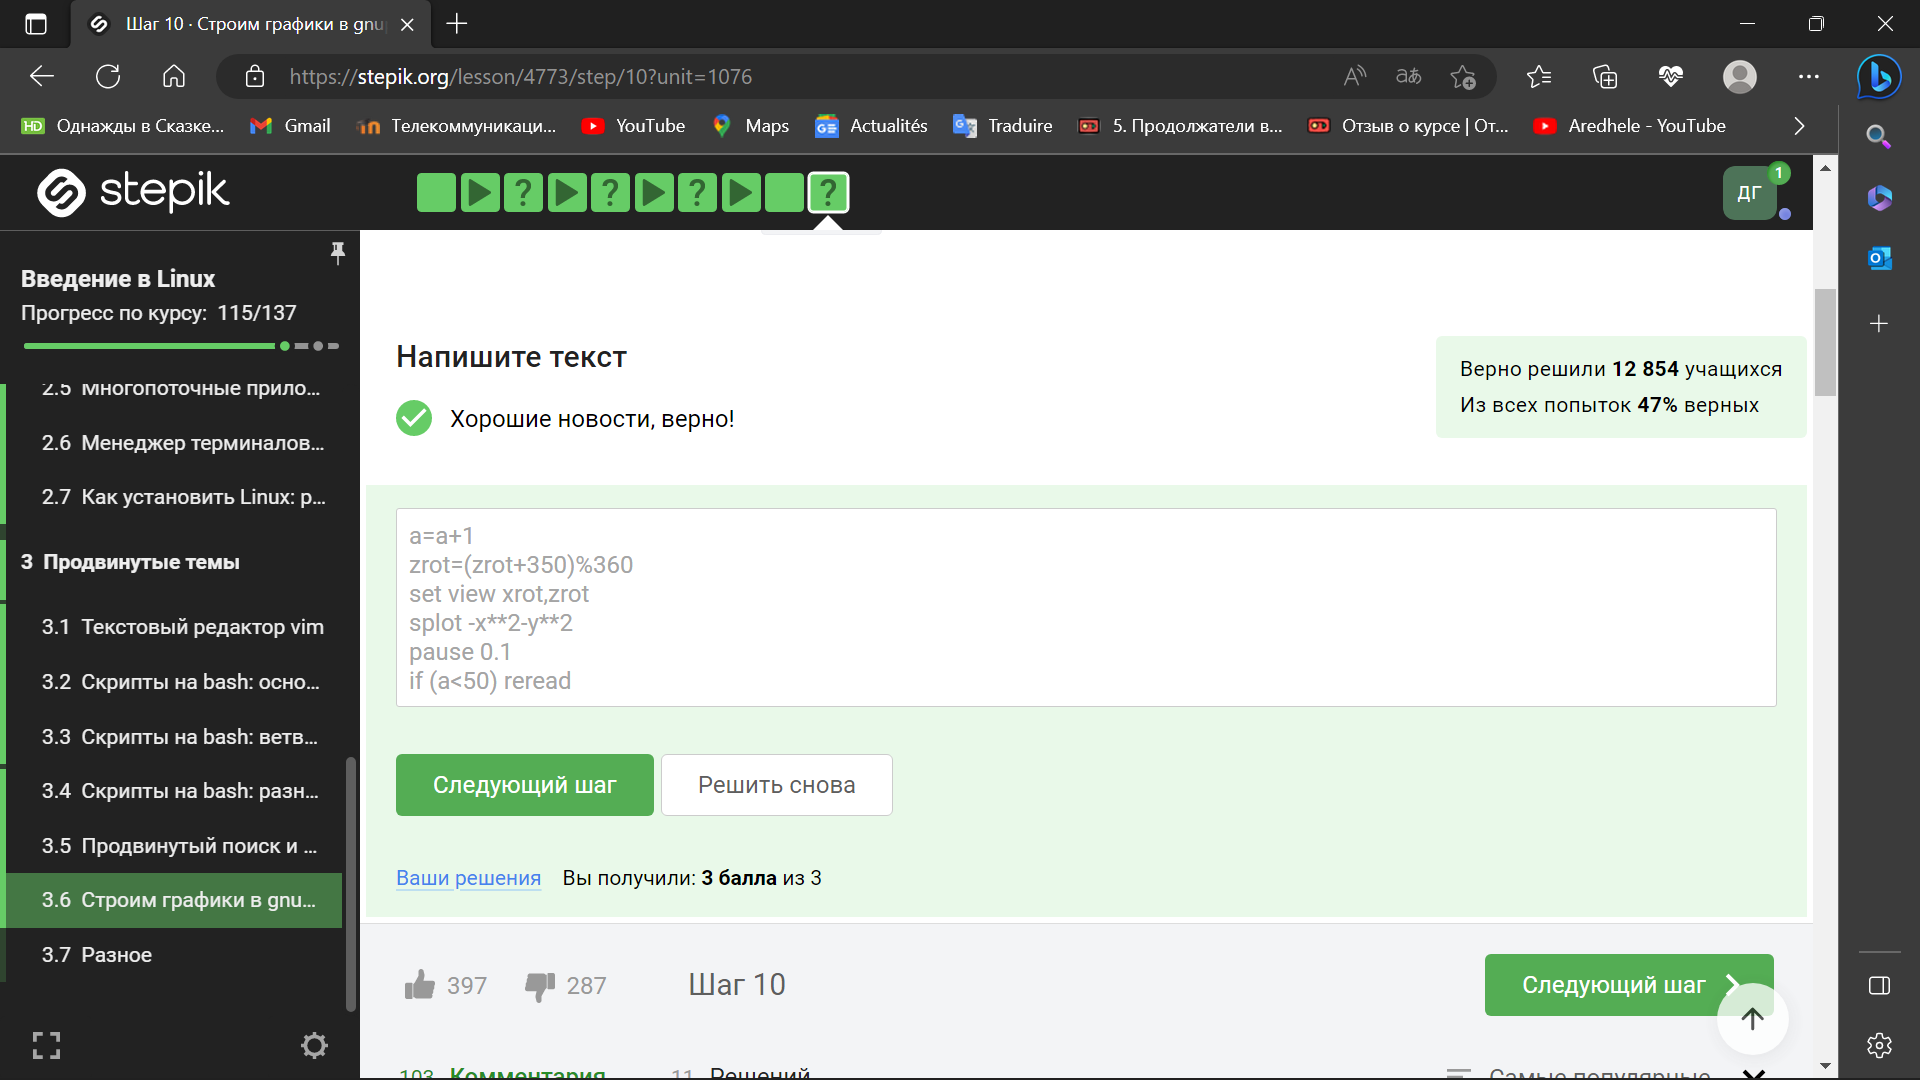 Шаг 10 · Строим графики в gnu
https://stepik.org/lesson/4773/step/10?unit=1076
Однажды в Сказке...
Gmail
Телекоммуникаци...
YouTube
Maps
Actualités
Traduire
5. Продолжатели в...
Отзыв о курсе | От...
Aredhele - YouTube
stepik
ДГ
1
Введение в Linux
Прогресс по курсу: 115/137
2.5 Многопоточные прило...
2.6 Менеджер терминалов...
2.7 Как установить Linux: р...
3 Продвинутые темы
3.1 Текстовый редактор vim
3.2 Скрипты на bash: осно...
3.3 Скрипты на bash: ветв...
3.4 Скрипты на bash: разн...
3.5 Продвинутый поиск и ...
3.6 Строим графики в gnu...
3.7 Разное
Напишите текст
Хорошие новости, верно!
Верно решили 12 854 учащихся
Из всех попыток 47% верных
a=a+1
zrot=(zrot+350)%360
set view xrot,zrot
splot -x**2-y**2
pause 0.1
if (a<50) reread
Следующий шаг
Решить снова
Ваши решения Вы получили: 3 балла из 3
397
287
Шаг 10
Следующий шаг
103 Комментария
11 Решений
Самые популярные